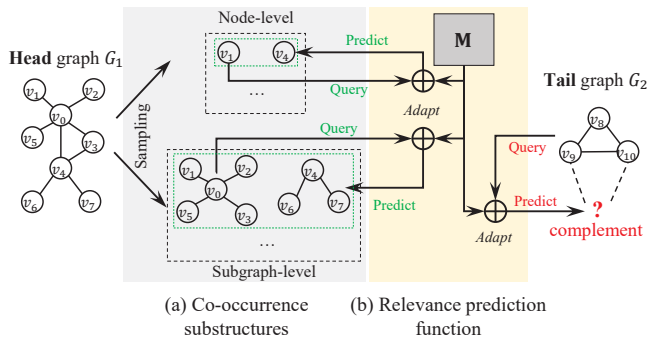 Head graph G₁
v₁
v₂
v₀
v₅
v₃
v₄
v₆
v₇
Sampling
Node-level
v₁ v₄
...
Subgraph-level
v₁
v₂
v₀
v₅
v₃
v₄
v₆
v₇
...
Predict
Query
Adapt
Query
Predict
M
Tail graph G₂
v₈
v₉ v₁₀
Query
Predict
Adapt
?
complement
(a) Co-occurrence
substructures
(b) Relevance prediction
function